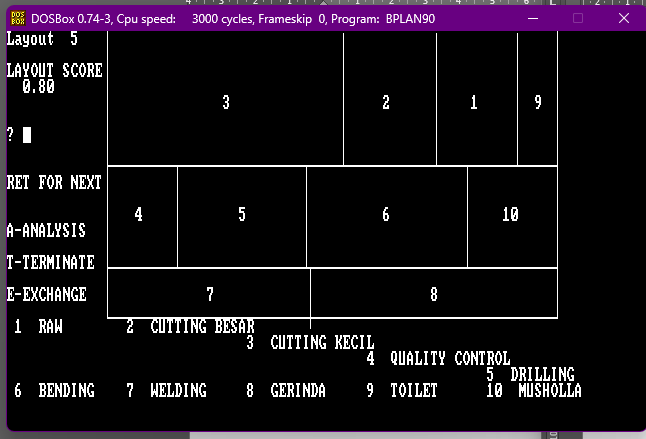 DOSBox 0.74-3, Cpu speed: 3000 cycles, Frameskip 0, Program: BPLAN90
Layout 5
LAYOUT SCORE
0.80
?
RET FOR NEXT
A-ANALYSIS
T-TERMINATE
E-EXCHANGE
3 2 1 9
4 5 6 10
7 8
1 RAW 2 CUTTING BESAR
3 CUTTING KECIL
4 QUALITY CONTROL
5 DRILLING
6 BENDING 7 WELDING 8 GERINDA 9 TOILET 10 MUSHOLLA